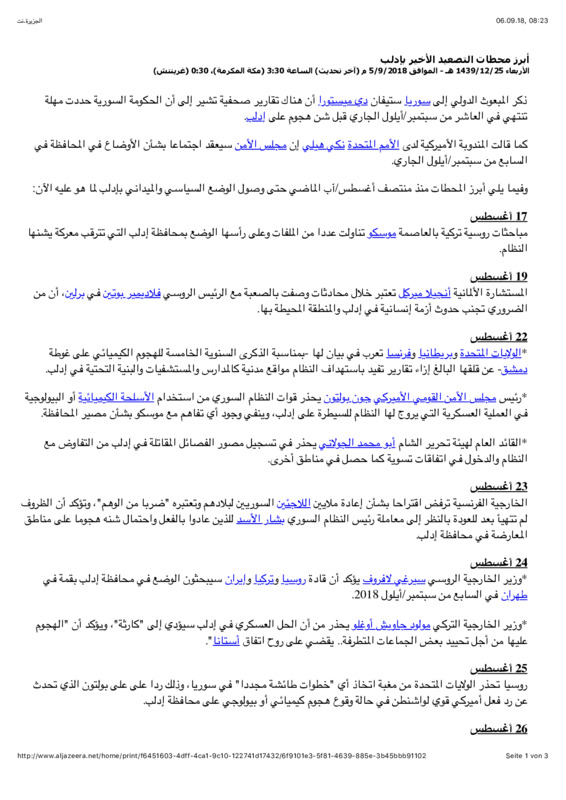 الجزيرة.نت
06.09.18, 08:23
أبرز محطات التصعيد الأخير بإدلب
الأربعاء 1439/12/25 هـ - الموافق 5/9/2018 م (آخر تحديث) الساعة 3:30 (مكة المكرمة)، 0:30 (غرينتش)
ذكر المبعوث الدولي إلى سوريا ستيفان دي ميستورا أن هناك تقارير صحفية تشير إلى أن الحكومة السورية حددت مهلة
تنتهي في العاشر من سبتمبر/أيلول الجاري قبل شن هجوم على إدلب.
كما قالت المندوبة الأميركية لدى الأمم المتحدة نكي هيلي إن مجلس الأمن سيعقد اجتماعا بشأن الأوضاع في المحافظة في
السابع من سبتمبر/أيلول الجاري.
وفيما يلي أبرز المحطات منذ منتصف أغسطس/آب الماضي حتى وصول الوضع السياسي والميداني بإدلب لما هو عليه الآن:
17 أغسطس
مباحثات روسية تركية بالعاصمة موسكو تناولت عددا من الملفات وعلى رأسها الوضع بمحافظة إدلب التي تترقب معركة يشنها
النظام.
19 أغسطس
المستشارة الألمانية أنجيلا ميركل تعتبر خلال محادثات وصفت بالصعبة مع الرئيس الروسي فلاديمير بوتين في برلين، أن من
الضروري تجنب حدوث أزمة إنسانية في إدلب والمنطقة المحيطة بها.
22 أغسطس
*الولايات المتحدة وبريطانيا وفرنسا تعرب في بيان لها -بمناسبة الذكرى السنوية الخامسة للهجوم الكيميائي على غوطة
دمشق- عن قلقها البالغ إزاء تقارير تفيد باستهداف النظام مواقع مدنية كالمدارس والمستشفيات والبنية التحتية في إدلب.
*رئيس مجلس الأمن القومي الأميركي جون بولتون يحذر قوات النظام السوري من استخدام الأسلحة الكيميائية أو البيولوجية
في العملية العسكرية التي يروج لها النظام للسيطرة على إدلب، وينفي وجود أي تفاهم مع موسكو بشأن مصير المحافظة.
*القائد العام لهيئة تحرير الشام أبو محمد الجولاني يحذر في تسجيل مصور الفصائل المقاتلة في إدلب من التفاوض مع
النظام والدخول في اتفاقات تسوية كما حصل في مناطق أخرى.
23 أغسطس
الخارجية الفرنسية ترفض اقتراحا بشأن إعادة ملايين اللاجئين السوريين لبلادهم وتعتبره "ضربا من الوهم"، وتؤكد أن الظروف
لم تتهيأ بعد للعودة بالنظر إلى معاملة رئيس النظام السوري بشار الأسد للذين عادوا بالفعل واحتمال شنه هجوما على مناطق
المعارضة في محافظة إدلب.
24 أغسطس
*وزير الخارجية الروسي سيرغي لافروف يؤكد أن قادة روسيا وتركيا وإيران سيبحثون الوضع في محافظة إدلب بقمة في
طهران في السابع من سبتمبر/أيلول 2018.
*وزير الخارجية التركي مولود جاويش أوغلو يحذر من أن الحل العسكري في إدلب سيؤدي إلى "كارثة"، ويؤكد أن "الهجوم
عليها من أجل تحييد بعض الجماعات المتطرفة.. يقضي على روح اتفاق أستانا".
25 أغسطس
روسيا تحذر الولايات المتحدة من مغبة اتخاذ أي "خطوات طائشة مجددا" في سوريا، وذلك ردا على على بولتون الذي تحدث
عن رد فعل أميركي قوي لواشنطن في حالة وقوع هجوم كيميائي أو بيولوجي على محافظة إدلب.
26 أغسطس
http://www.aljazeera.net/home/print/f6451603-4dff-4ca1-9c10-122741d17432/6f9101e3-5f81-4639-885e-3b45bbb91102
Seite 1 von 3